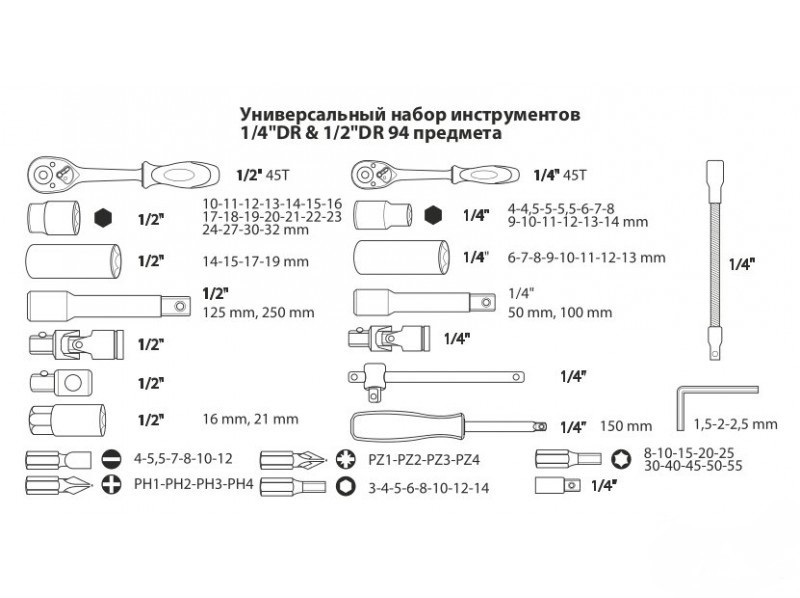 Универсальный набор инструментов
1/4"DR & 1/2"DR 94 предмета
1/2" 45T
1/4" 45T
1/2"
10-11-12-13-14-15-16
17-18-19-20-21-22-23
24-27-30-32 mm
1/4"
4-4,5-5-5,5-6-7-8
9-10-11-12-13-14 mm
1/2" 14-15-17-19 mm
1/4" 6-7-8-9-10-11-12-13 mm
1/4"
1/2"
125 mm, 250 mm
1/4"
50 mm, 100 mm
1/2"
1/4"
1/2"
1/4"
1/2" 16 mm, 21 mm
1/4" 150 mm
1,5-2-2,5 mm
4-5,5-7-8-10-12
PZ1-PZ2-PZ3-PZ4
8-10-15-20-25
30-40-45-50-55
PH1-PH2-PH3-PH4
3-4-5-6-8-10-12-14
1/4"